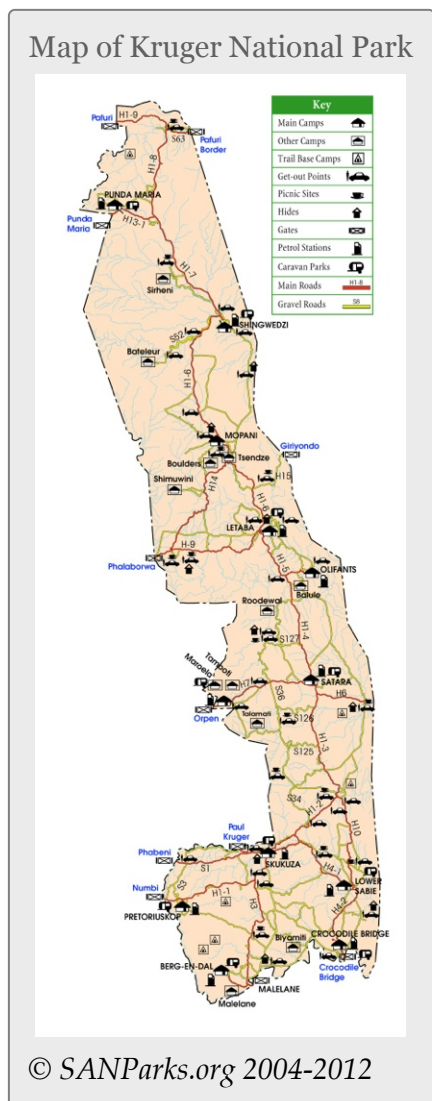 Map of Kruger National Park
Key
Main Camps
Other Camps
Trail Base Camps
Get-out Points
Picnic Sites
Hides
Gates
Petrol Stations
Caravan Parks
Main Roads H1-8
Gravel Roads S8
Pafuri
H1-9
S63
Pafuri
Border
H1-8
PUNDA MARIA
Punda
Maria
H13-1
H1-7
Sirheni
SHINGWEDZI
S52
Bateleur
H1-6
MOPANI
Tsendze
Boulders
Giriyondo
Shimuwini
H14
H15
H1-6
LETABA
H-9
Phalaborwa
H1-5
OLIFANTS
Balule
Roodewal
H1-4
S127
Tamboti
Maroela
H7
SATARA
S36
H6
Orpen
Talamati
S126
H1-3
S125
S34
H1-2
H10
Paul
Kruger
Phabeni
SKUKUZA
S1
H4-1
LOWER
SABIE
Numbi
S3
H1-1
H3
PRETORIUSKOP
H4-2
Biyamiti
CROCODILE BRIDGE
BERG-EN-DAL
Crocodile
Bridge
MALELANE
Malelane
© SANParks.org 2004-2012